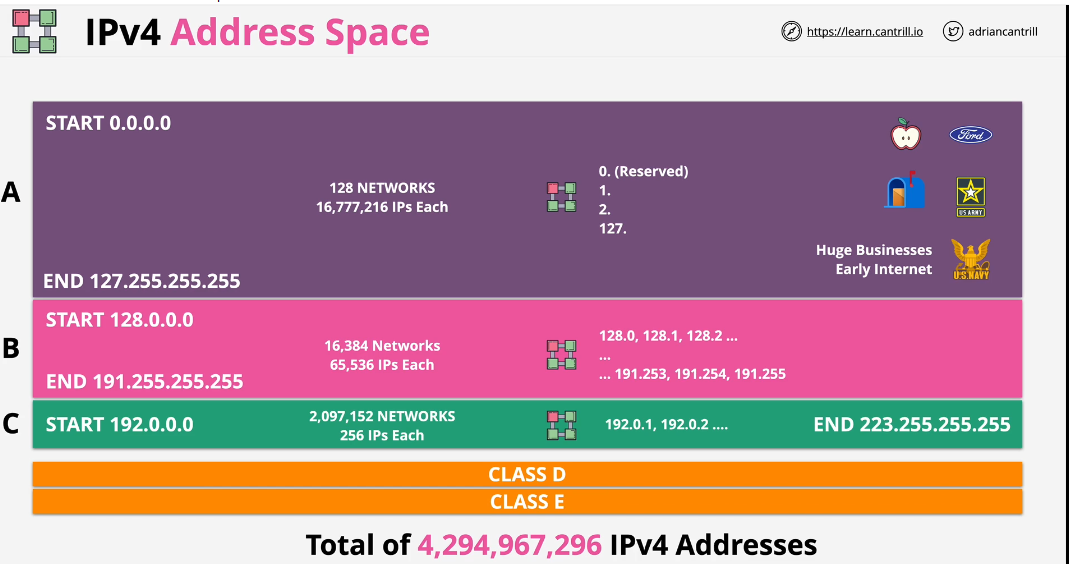 IPv4 Address Space
https://learn.cantrill.io
adriancantrill
A
START 0.0.0.0
128 NETWORKS
16,777,216 IPs Each
0. (Reserved)
1.
2.
127.
Ford
US ARMY
Huge Businesses
Early Internet
U.S.NAVY
END 127.255.255.255
B
START 128.0.0.0
16,384 Networks
65,536 IPs Each
128.0, 128.1, 128.2 ...
...
... 191.253, 191.254, 191.255
END 191.255.255.255
C
START 192.0.0.0
2,097,152 NETWORKS
256 IPs Each
192.0.1, 192.0.2 ....
END 223.255.255.255
CLASS D
CLASS E
Total of 4,294,967,296 IPv4 Addresses